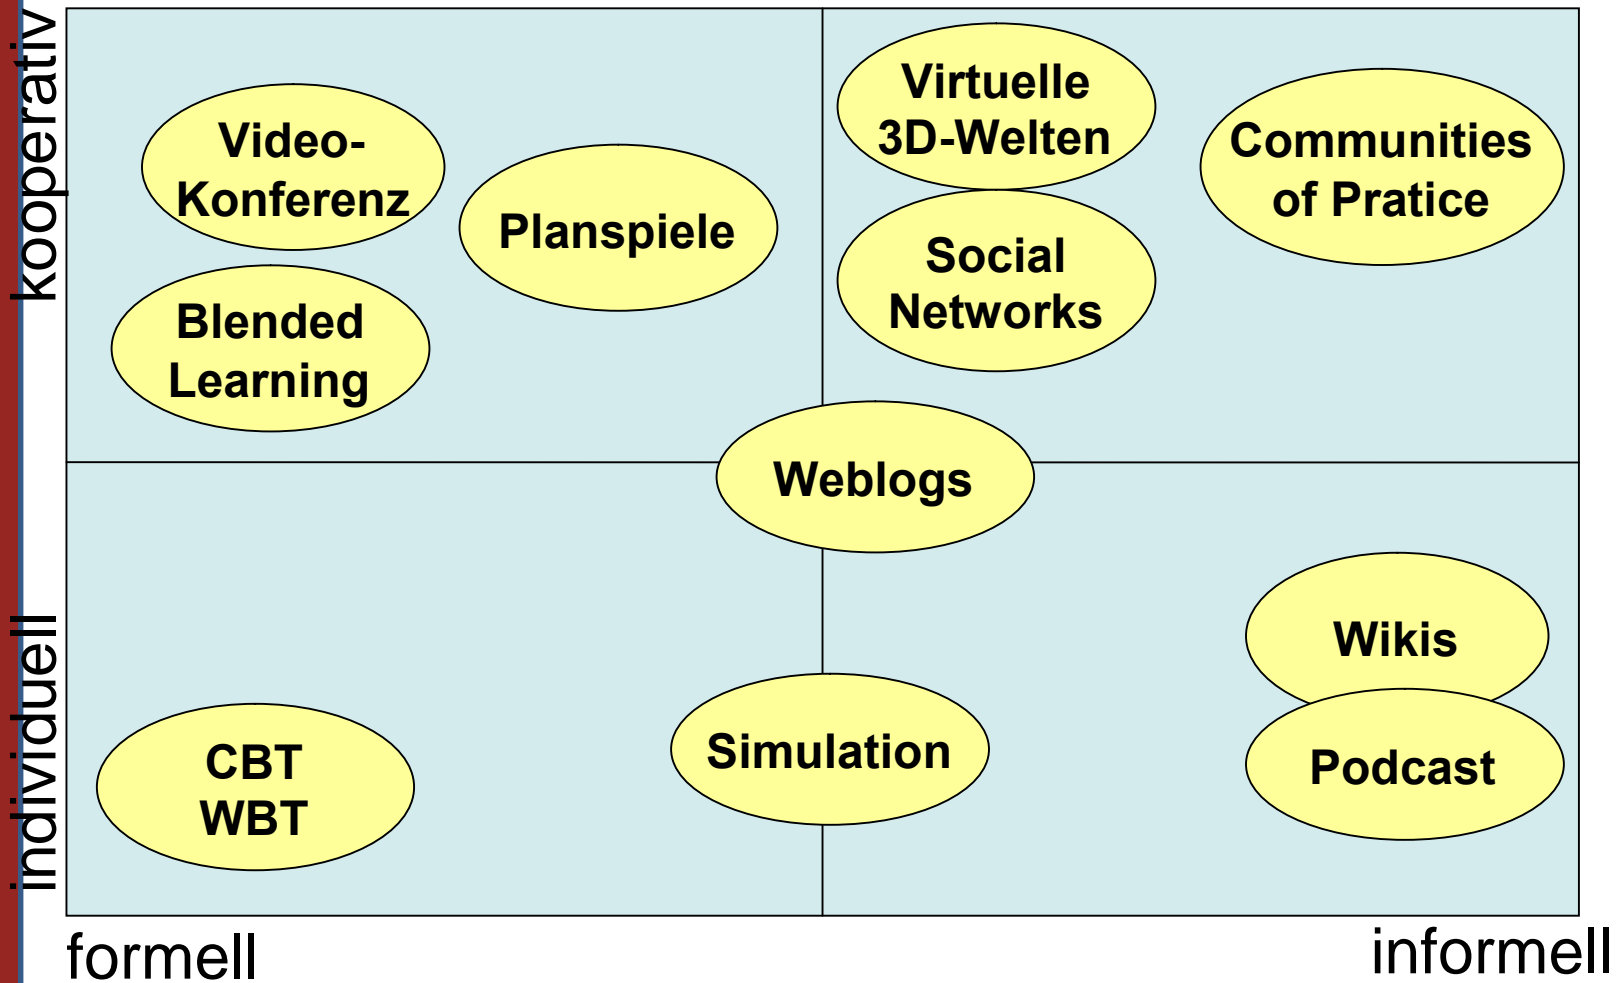 kooperativ
Video-
Konferenz
Planspiele
Blended
Learning
Virtuelle
3D-Welten
Communities
of Pratice
Social
Networks
Weblogs
individuell
CBT
WBT
Simulation
Wikis
Podcast
formell
informell